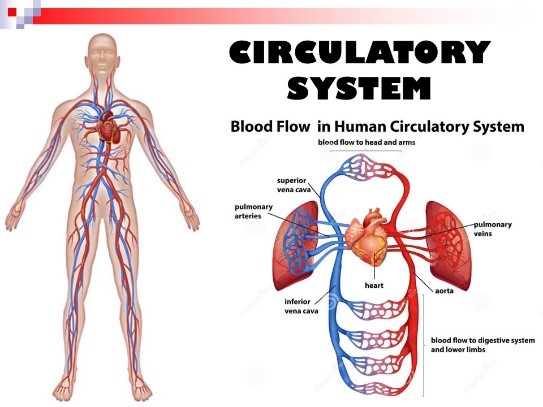 CIRCULATORY
SYSTEM
Blood Flow in Human Circulatory System
blood flow to head and arms
superior
vena cava
pulmonary
arteries
pulmonary
veins
heart
aorta
inferior
vena cava
blood flow to digestive system
and lower limbs